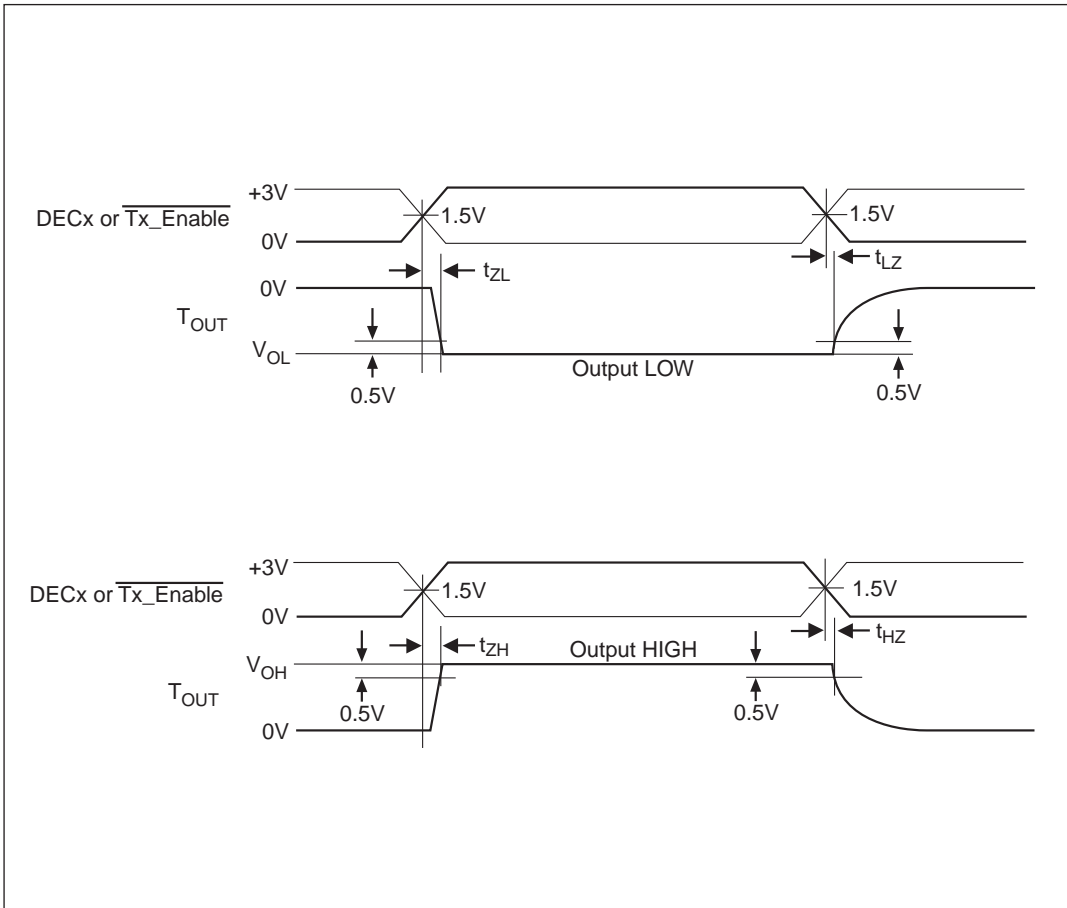 +3V
DECx or Tx_Enable
1.5V
1.5V
0V
tZL
tLZ
0V
TOUT
VOL
Output LOW
0.5V
0.5V
+3V
DECx or Tx_Enable
1.5V
1.5V
0V
tZH
Output HIGH
tHZ
VOH
TOUT
0.5V
0.5V
0V